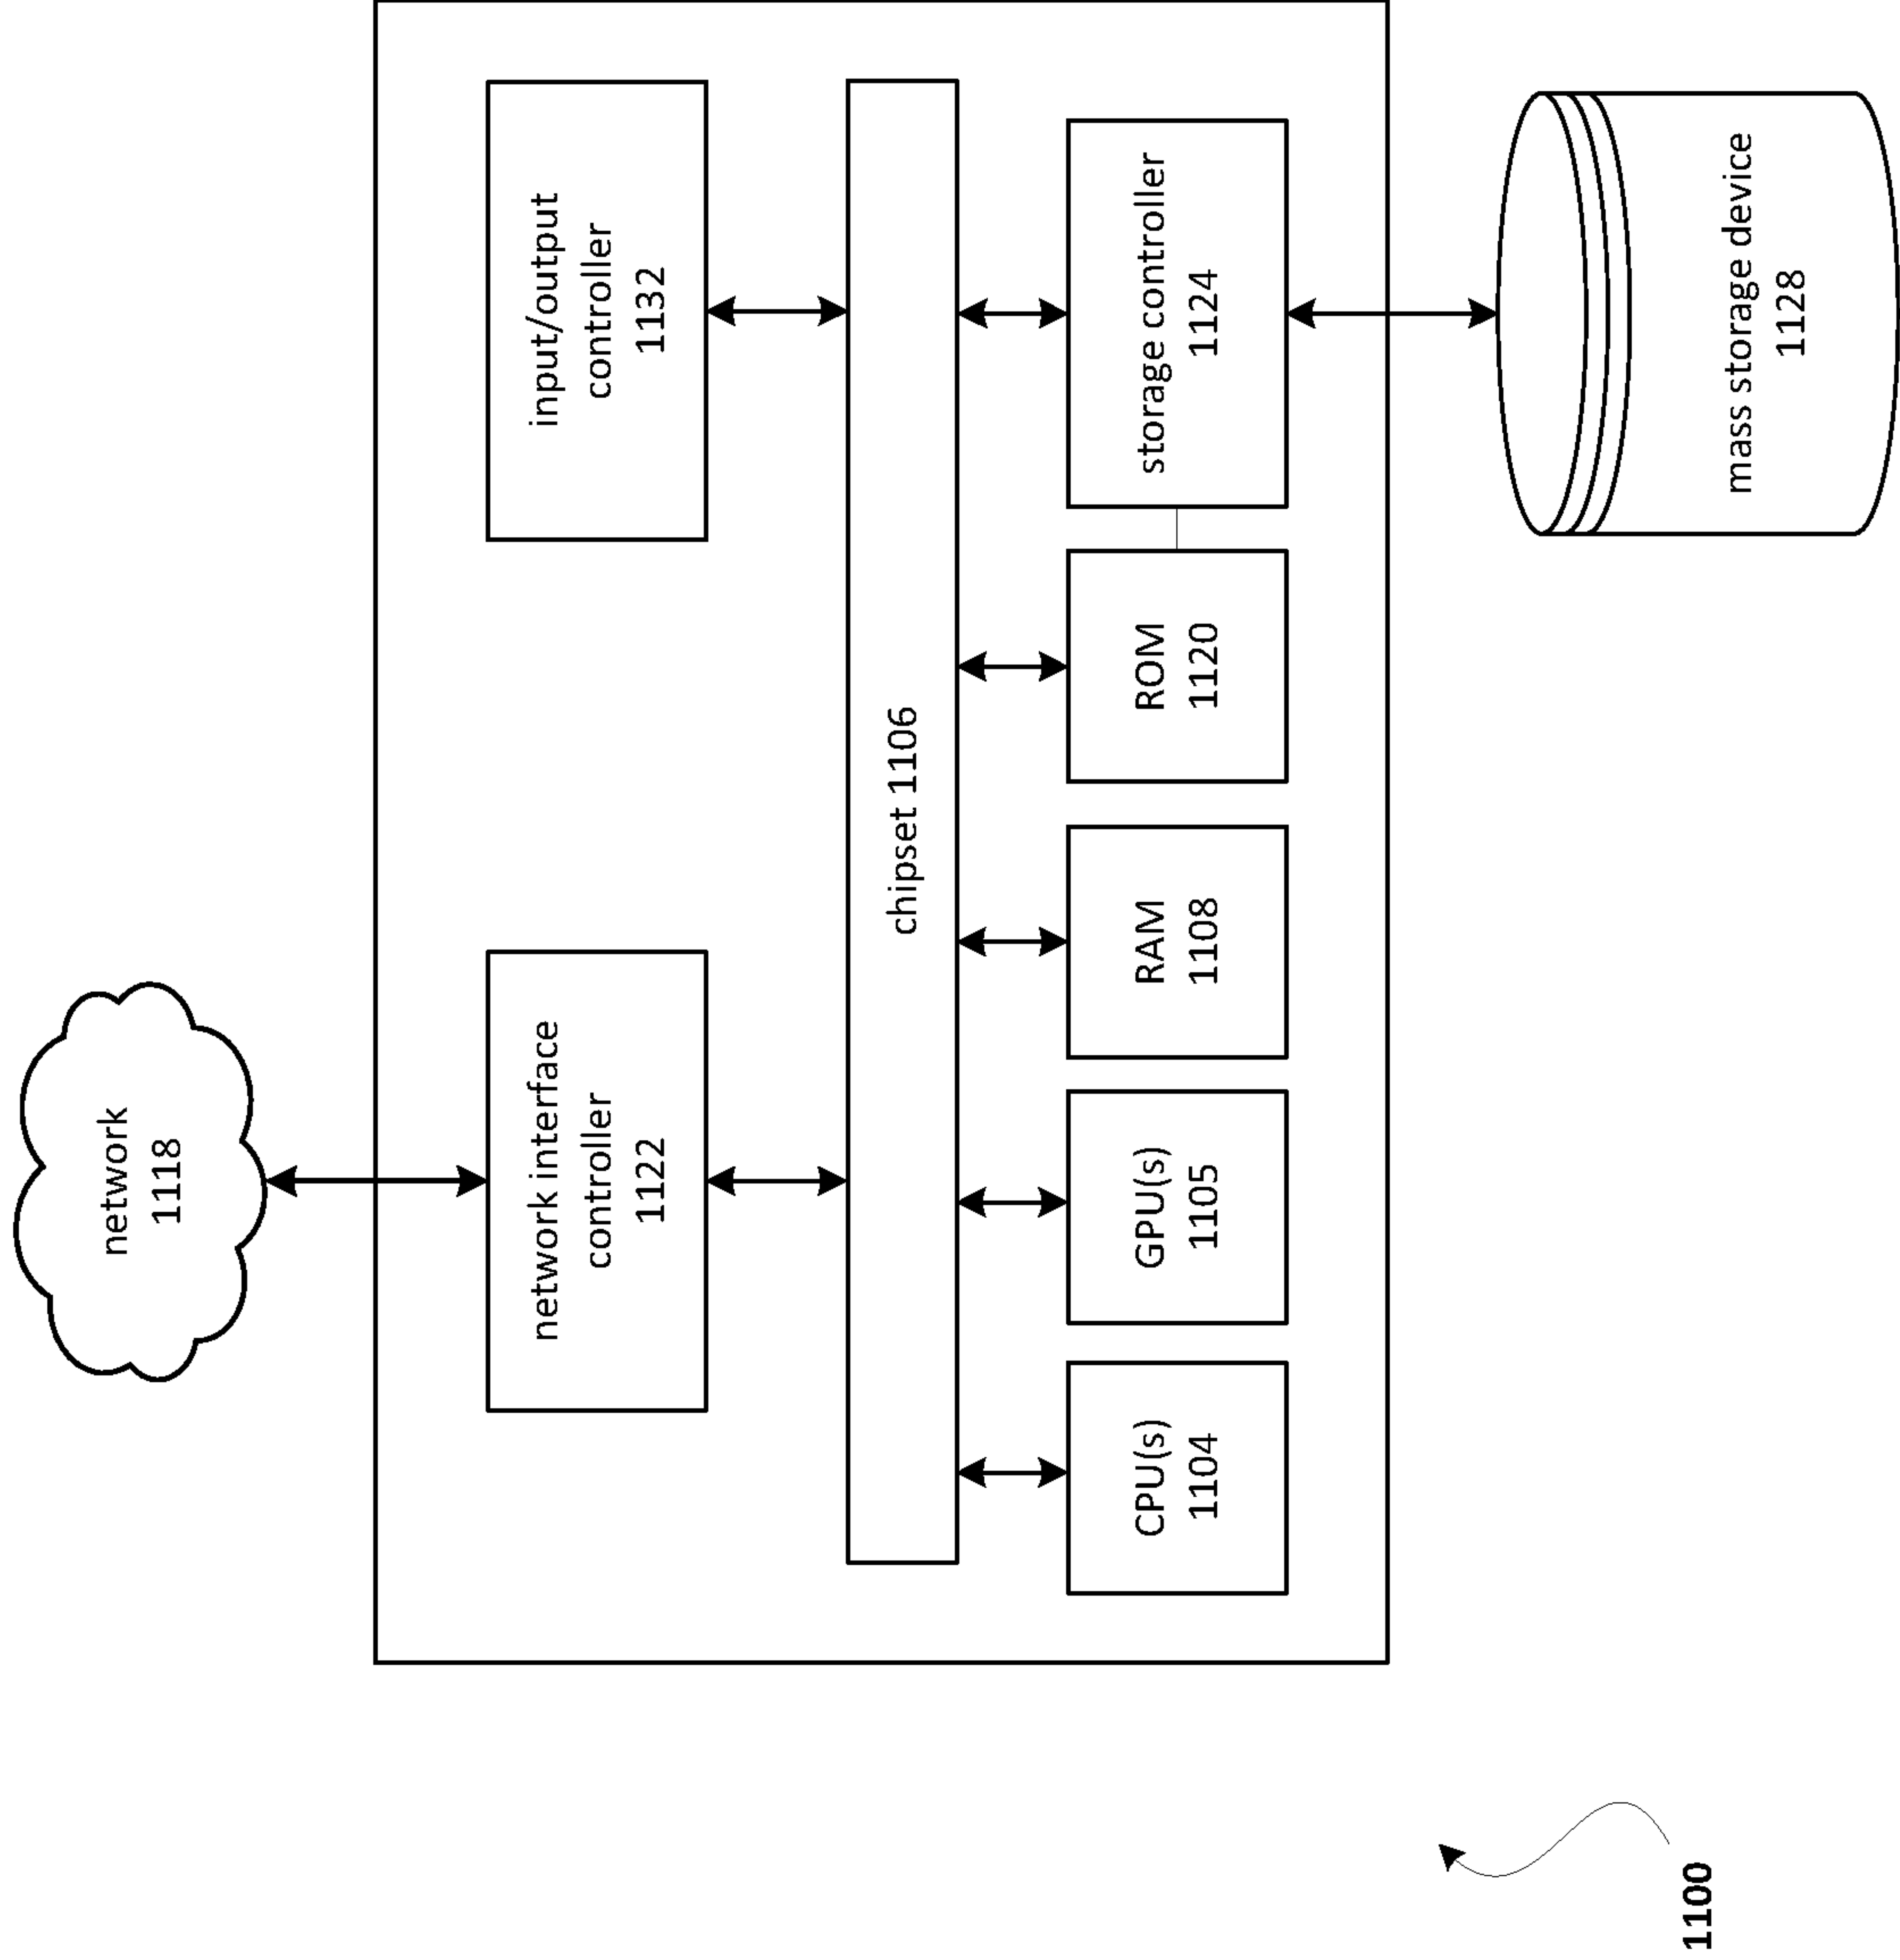 network
1118
network interface
controller
1122
input/output
controller
1132
chipset 1106
CPU(s)
1104
GPU(s)
1105
RAM
1108
ROM
1120
storage controller
1124
mass storage device
1128
1100